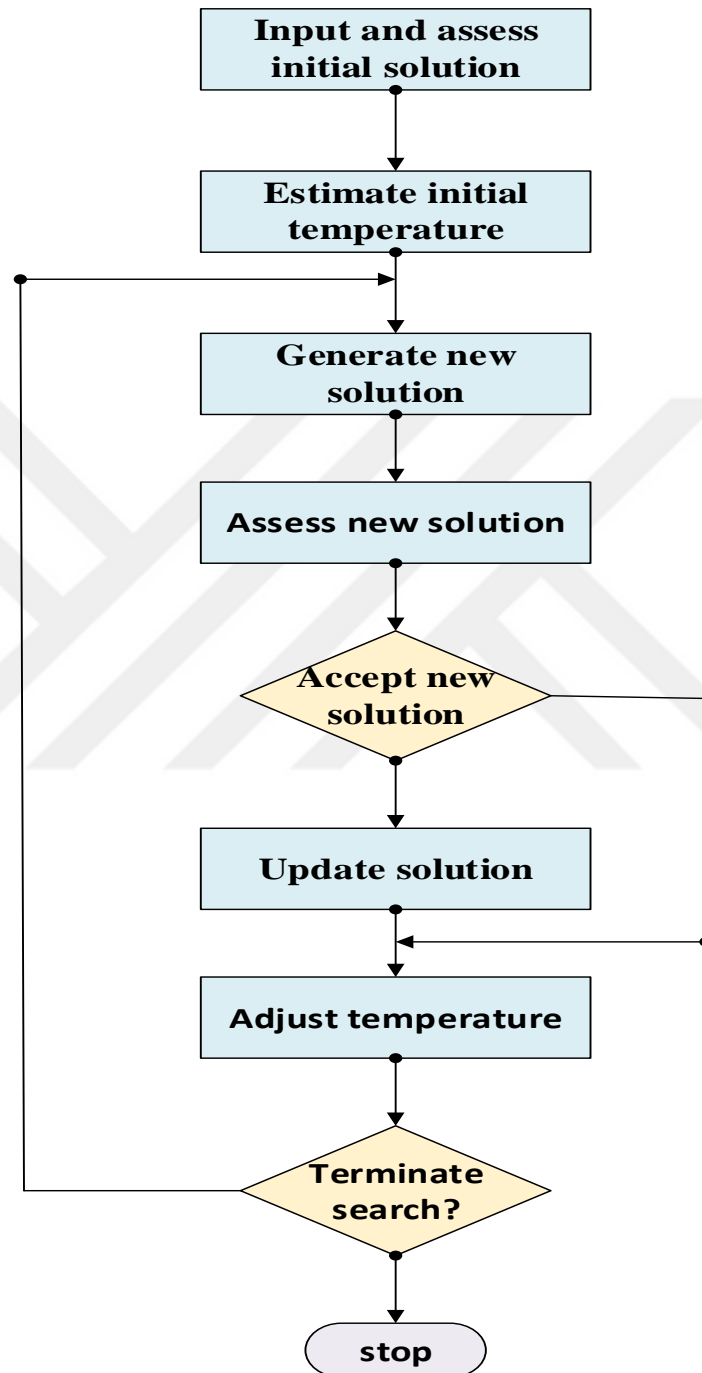 Input and assess
initial solution
Estimate initial
temperature
Generate new
solution
Assess new solution
Accept new
solution
Update solution
Adjust temperature
Terminate
search?
stop